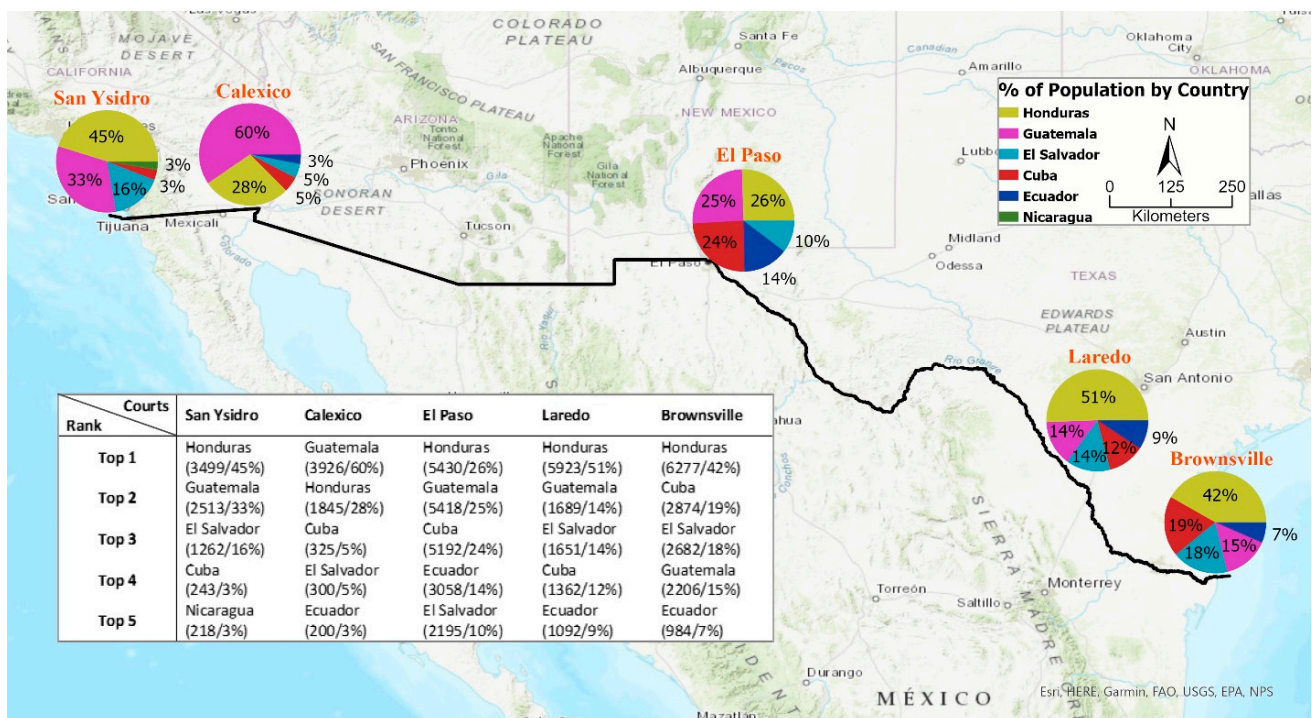 Las Vegas
COLORADO
PLATEAU
MOJAVE
DESERT
SAN FRANCISCO PLATEAU
Santa Fe
Pecos
Canadian
Amarillo
Oklahoma
City
OKLAHOMA
CALIFORNIA
Albuquerque
NEW MEXICO
ARIZONA
Tonto
National
Forest
Apache
National
Forest
Gila
National
Forest
Phoenix
Gila
SONORAN
DESERT
Tijuana
Mexicali
Colorado
Tucson
Rio Yaqui
El Paso
Midland
Odessa
TEXAS
EDWARDS
PLATEAU
Austin
San Antonio
Rio Grande
Conchos
SIERRA MADRE
Monterrey
Saltillo
Torreón
Durango
Mazatlán
MÉXICO
San Ysidro
45%
33%
16%
3%
3%
Calexico
60%
28%
3%
5%
5%
El Paso
25%
26%
24%
14%
10%
Laredo
51%
14%
14%
12%
9%
Brownsville
42%
19%
18%
15%
7%
% of Population by Country
Honduras
Guatemala
El Salvador
Cuba
Ecuador
Nicaragua
N
0 125 250
Kilometers
Courts
Rank
San Ysidro Calexico El Paso Laredo Brownsville
Top 1
Honduras Guatemala Honduras Honduras Honduras
(3499/45%) (3926/60%) (5430/26%) (5923/51%) (6277/42%)
Top 2
Guatemala Honduras Guatemala Guatemala Cuba
(2513/33%) (1845/28%) (5418/25%) (1689/14%) (2874/19%)
Top 3
El Salvador Cuba Cuba El Salvador El Salvador
(1262/16%) (325/5%) (5192/24%) (1651/14%) (2682/18%)
Top 4
Cuba El Salvador Ecuador Cuba Guatemala
(243/3%) (300/5%) (3058/14%) (1362/12%) (2206/15%)
Top 5
Nicaragua Ecuador El Salvador Ecuador Ecuador
(218/3%) (200/3%) (2195/10%) (1092/9%) (984/7%)
Esri, HERE, Garmin, FAO, USGS, EPA, NPS